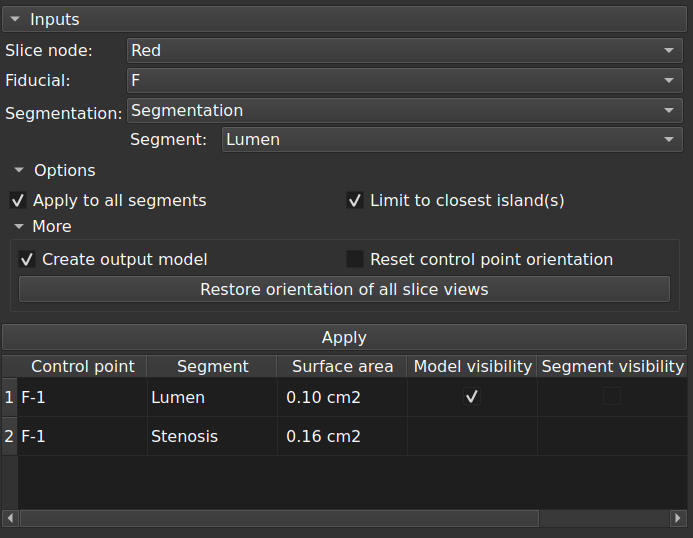 Inputs
Slice node: Red
Fiducial: F
Segmentation: Segmentation
Segment: Lumen
Options
Apply to all segments Limit to closest island(s)
More
Create output model Reset control point orientation
Restore orientation of all slice views
Apply
Control point Segment Surface area Model visibility Segment visibility
1 F-1 Lumen 0.10 cm2
2 F-1 Stenosis 0.16 cm2